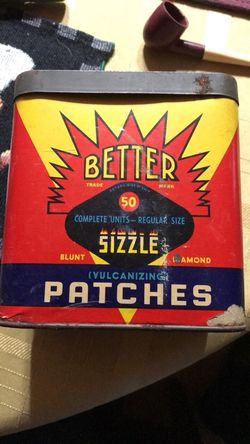 BETTER
TRADE MARK
50
COMPLETE UNITS - REGULAR SIZE
SIZZLE
BLUNT DIAMOND
(VULCANIZING
PATCHES